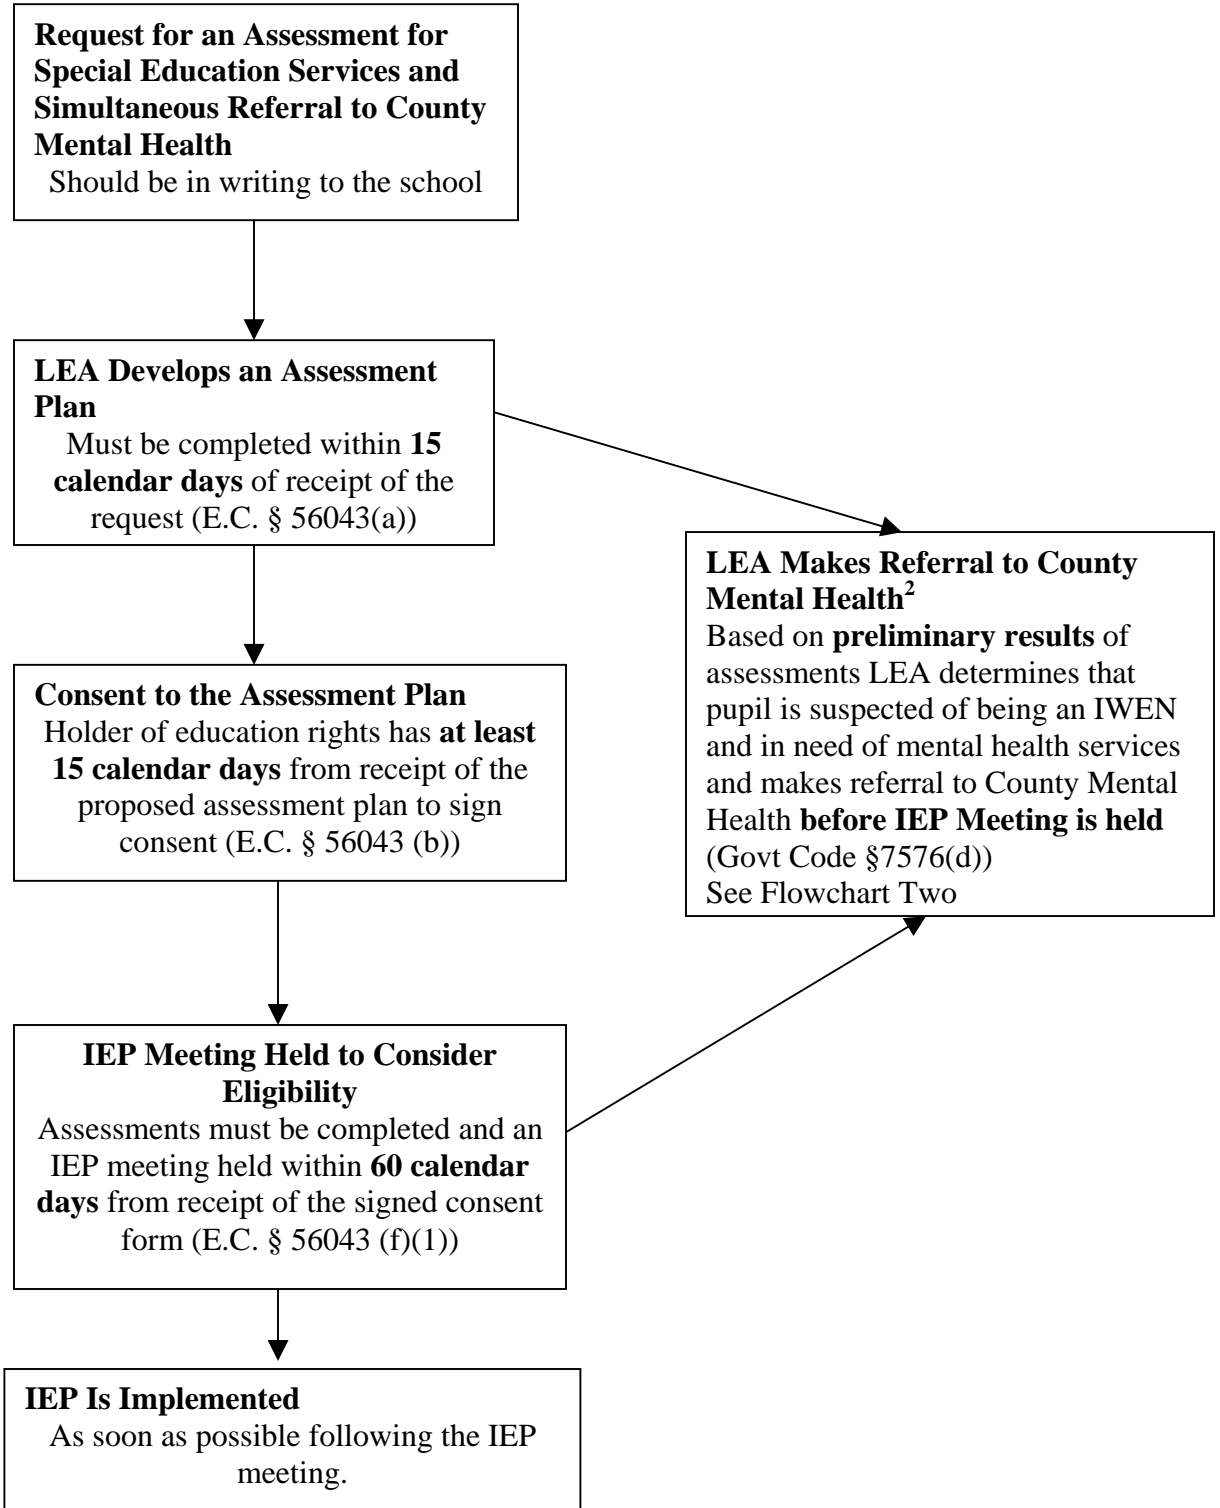 Request for an Assessment for
Special Education Services and
Simultaneous Referral to County
Mental Health
Should be in writing to the school
LEA Develops an Assessment
Plan
Must be completed within 15
calendar days of receipt of the
request (E.C. § 56043(a))
LEA Makes Referral to County
Mental Health²
Based on preliminary results of
assessments LEA determines that
pupil is suspected of being an IWEN
and in need of mental health services
and makes referral to County Mental
Health before IEP Meeting is held
(Govt Code §7576(d))
See Flowchart Two
Consent to the Assessment Plan
Holder of education rights has at least
15 calendar days from receipt of the
proposed assessment plan to sign
consent (E.C. § 56043 (b))
IEP Meeting Held to Consider
Eligibility
Assessments must be completed and an
IEP meeting held within 60 calendar
days from receipt of the signed consent
form (E.C. § 56043 (f)(1))
IEP Is Implemented
As soon as possible following the IEP
meeting.